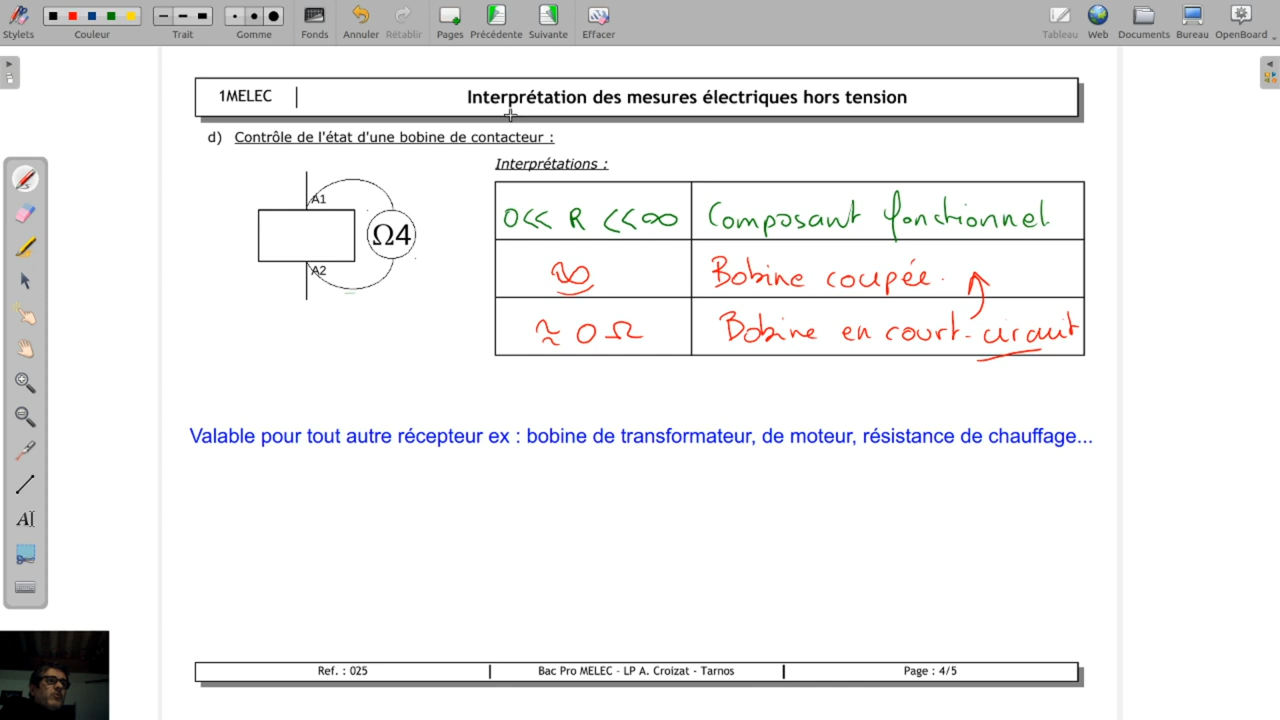 Stylets
Couleur
Trait
Gomme
Fonds
Annuler
Rétablir
Pages
Précédente
Suivante
Effacer
Tableau
Web
Documents
Bureau
OpenBoard
1MELEC
Interprétation des mesures électriques hors tension
d) Contrôle de l'état d'une bobine de contacteur :
Interprétations :
A1
Ω4
A2
0<< R <<∞ Composant fonctionnel
∞ Bobine coupée.
≈ 0 Ω Bobine en court-circuit
Valable pour tout autre récepteur ex : bobine de transformateur, de moteur, résistance de chauffage...
AI
Ref. : 025
Bac Pro MELEC - LP A. Croizat - Tarnos
Page : 4/5